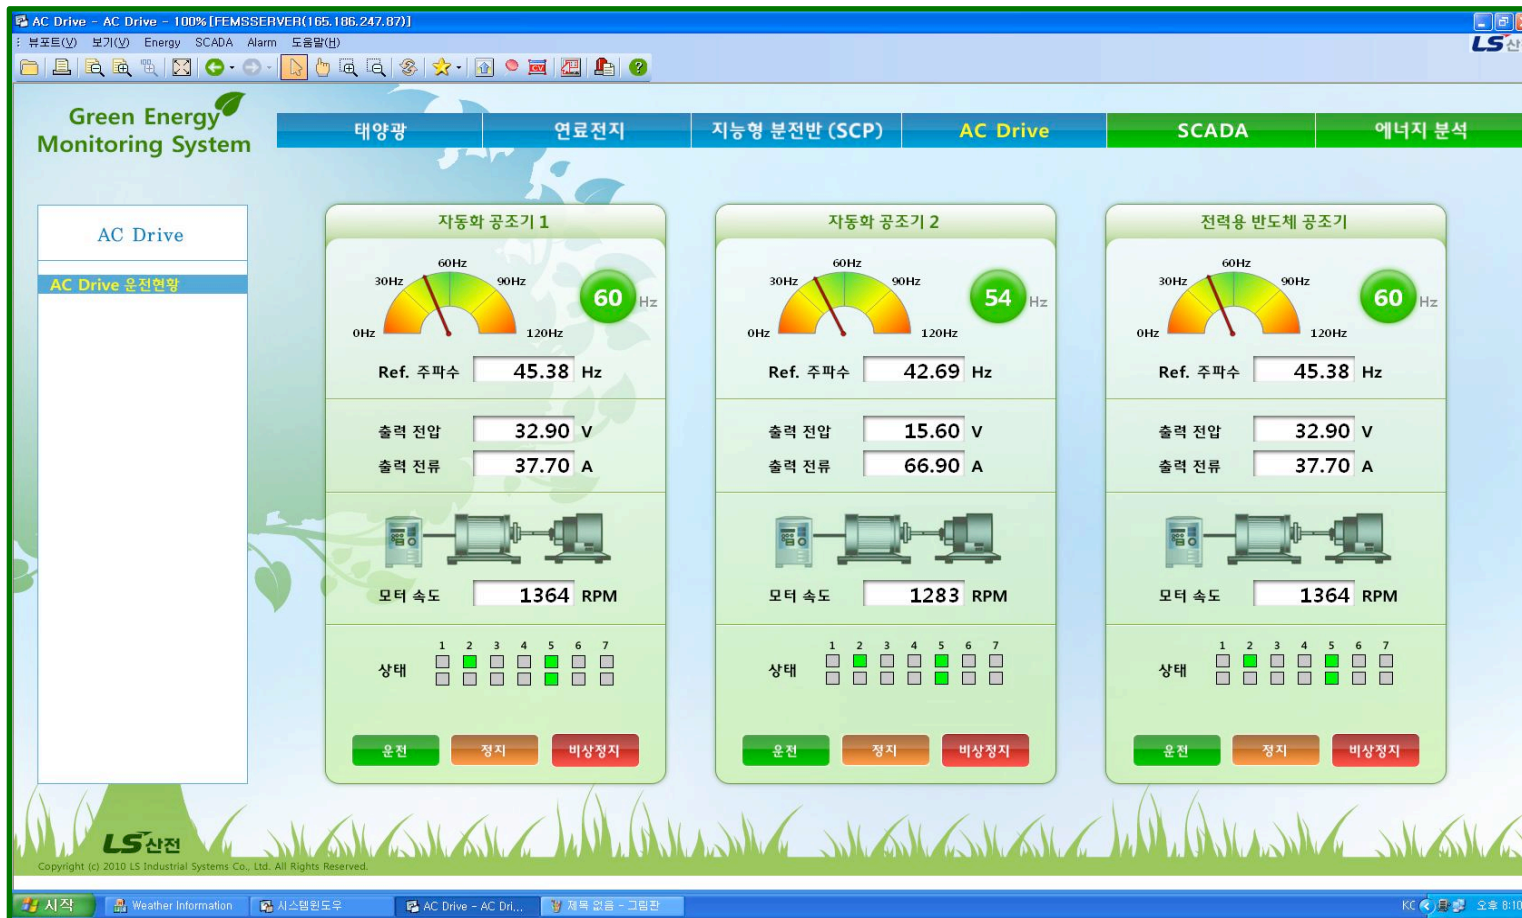 AC Drive - AC Drive - 100% [FEMSSERVER(165.186.247.87)]
뷰포트(V) 보기(V) Energy SCADA Alarm 도움말(H)
LS산
CV
Green Energy
Monitoring System
태양광 연료전지 지능형 분전반 (SCP) AC Drive SCADA 에너지 분석
AC Drive
AC Drive 운전현황
자동화 공조기 1
60Hz
30Hz 90Hz
0Hz 120Hz
60 Hz
Ref. 주파수 45.38 Hz
출력 전압 32.90 V
출력 전류 37.70 A
모터 속도 1364 RPM
1 2 3 4 5 6 7
상태
운전 정지 비상정지
자동화 공조기 2
60Hz
30Hz 90Hz
0Hz 120Hz
54 Hz
Ref. 주파수 42.69 Hz
출력 전압 15.60 V
출력 전류 66.90 A
모터 속도 1283 RPM
1 2 3 4 5 6 7
상태
운전 정지 비상정지
전력용 반도체 공조기
60Hz
30Hz 90Hz
0Hz 120Hz
60 Hz
Ref. 주파수 45.38 Hz
출력 전압 32.90 V
출력 전류 37.70 A
모터 속도 1364 RPM
1 2 3 4 5 6 7
상태
운전 정지 비상정지
LS산전
Copyright (c) 2010 LS Industrial Systems Co., Ltd. All Rights Reserved.
시작 Weather Information 시스템윈도우 AC Drive - AC Dri... 제목 없음 - 그림판 KC 오후 8:10